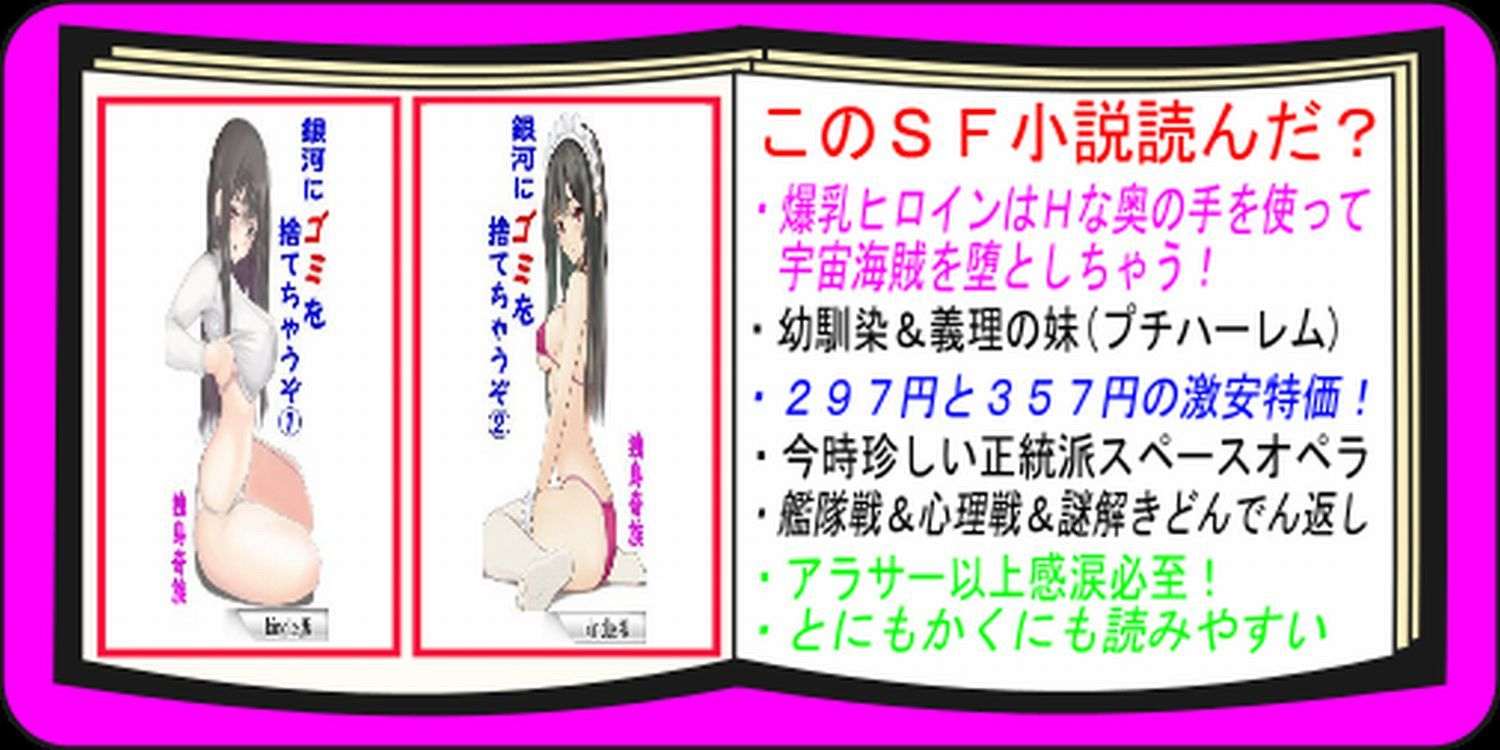 銀河に
ゴミを
捨てちゃうぞ①
独身奇族
銀河に
ゴミを
捨てちゃうぞ②
独身奇族
このＳＦ小説読んだ？
・爆乳ヒロインはＨな奥の手を使って
宇宙海賊を堕としちゃう！
・幼馴染＆義理の妹(プチハーレム)
・２９７円と３５７円の激安特価！
・今時珍しい正統派スペースオペラ
・艦隊戦＆心理戦＆謎解きどんでん返し
・アラサー以上感涙必至！
・とにもかくにも読みやすい